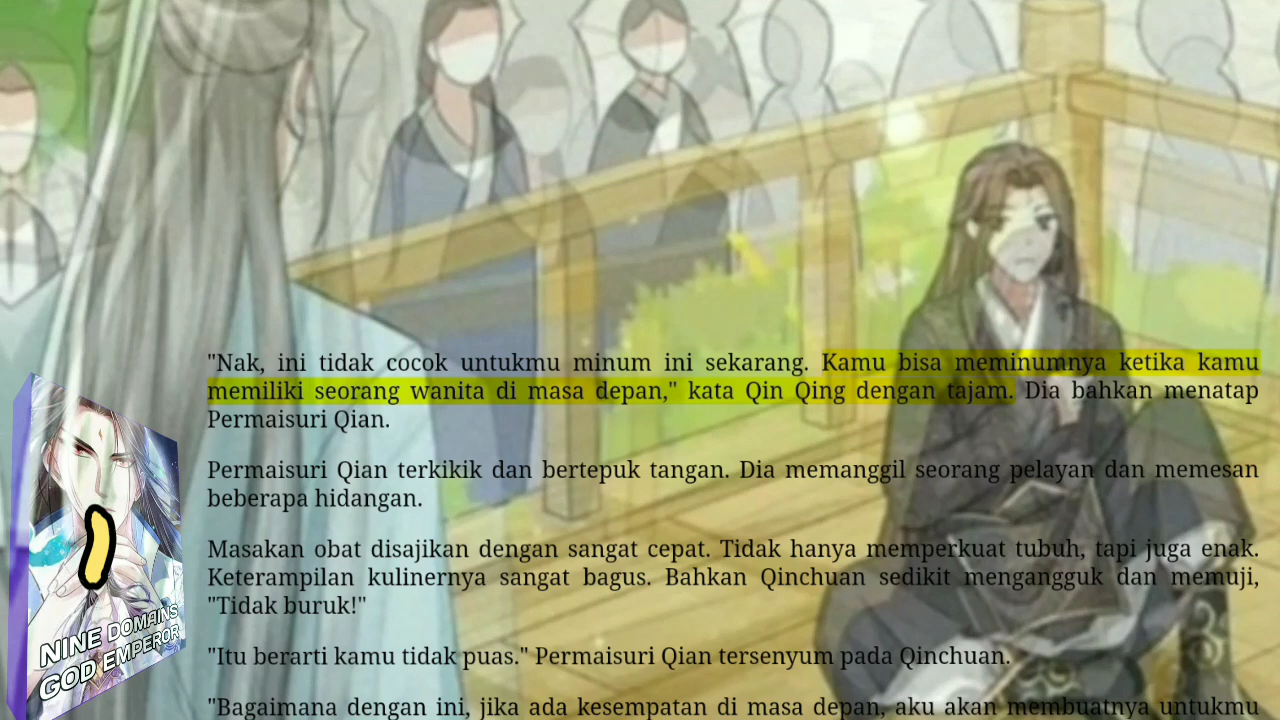 "Nak, ini tidak cocok untukmu minum ini sekarang. Kamu bisa meminumnya ketika kamu
memiliki seorang wanita di masa depan," kata Qin Qing dengan tajam. Dia bahkan menatap
Permaisuri Qian.
Permaisuri Qian terkikik dan bertepuk tangan. Dia memanggil seorang pelayan dan memesan
beberapa hidangan.
Masakan obat disajikan dengan sangat cepat. Tidak hanya memperkuat tubuh, tapi juga enak.
Keterampilan kulinernya sangat bagus. Bahkan Qinchuan sedikit mengangguk dan memuji,
"Tidak buruk!"
"Itu berarti kamu tidak puas." Permaisuri Qian tersenyum pada Qinchuan.
"Bagaimana dengan ini, jika ada kesempatan di masa depan, aku akan membuatnya untukmu
NINE DOMAINS
GOD EMPEROR